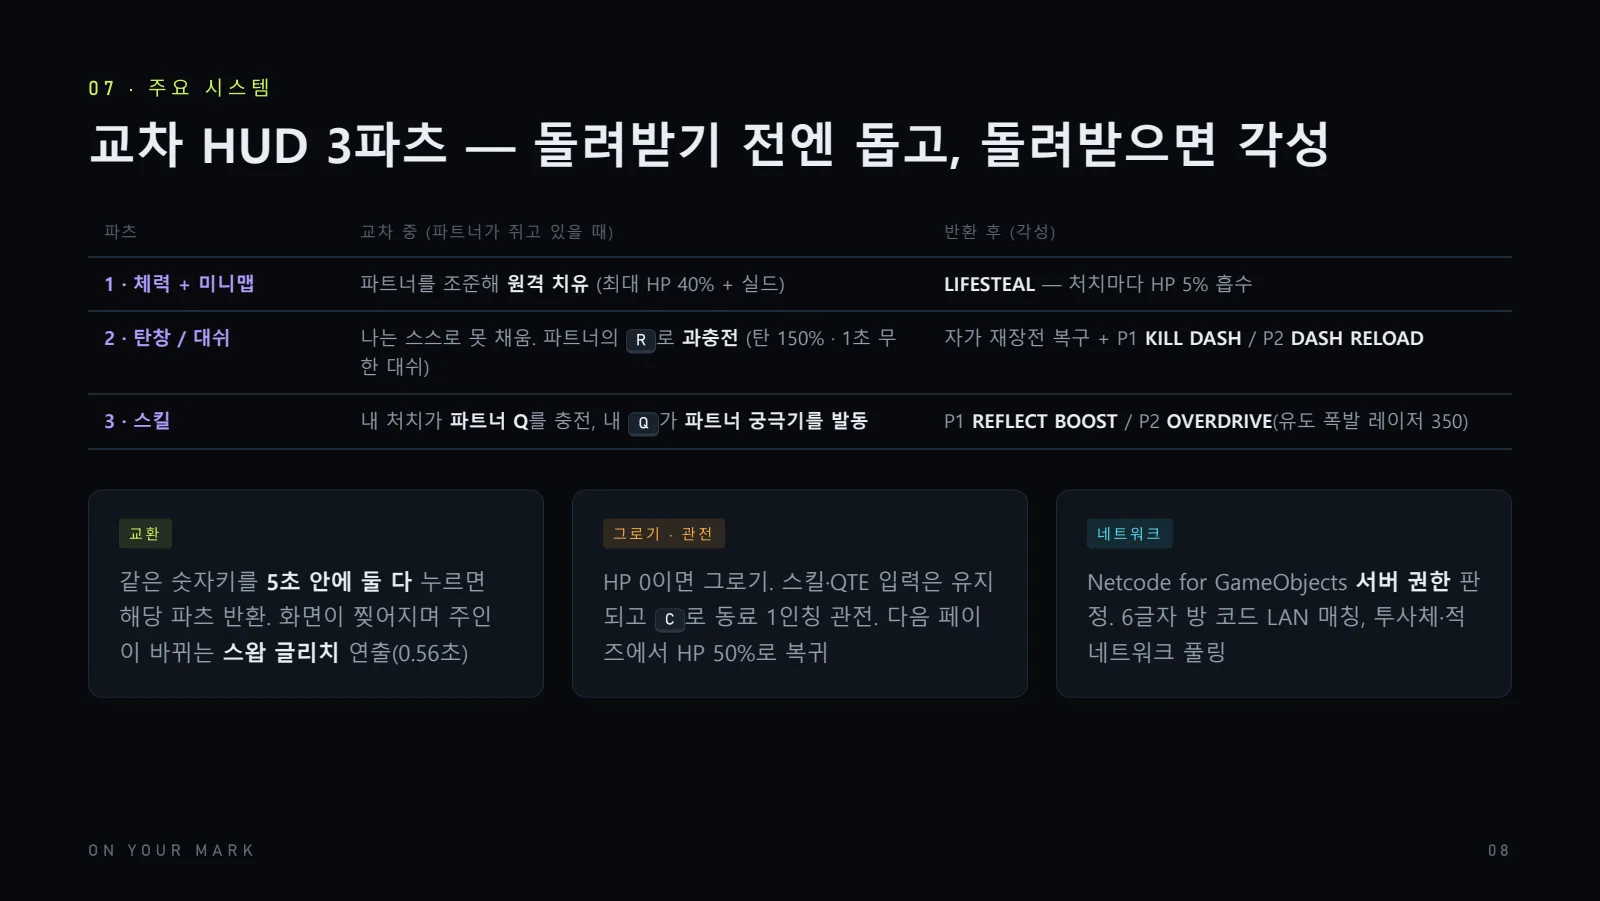 07 · 주요 시스템
교차 HUD 3파츠 — 돌려받기 전엔 돕고, 돌려받으면 각성
파츠
교차 중 (파트너가 쥐고 있을 때)
반환 후 (각성)
1 · 체력 + 미니맵
파트너를 조준해 원격 치유 (최대 HP 40% + 실드)
LIFESTEAL — 처치마다 HP 5% 흡수
2 · 탄창 / 대쉬
나는 스스로 못 채움. 파트너의 R로 과충전 (탄 150% · 1초 무
한 대쉬)
자가 재장전 복구 + P1 KILL DASH / P2 DASH RELOAD
3 · 스킬
내 처치가 파트너 Q를 충전, 내 Q가 파트너 궁극기를 발동
P1 REFLECT BOOST / P2 OVERDRIVE(유도 폭발 레이저 350)
교환
같은 숫자키를 5초 안에 둘 다 누르면
해당 파츠 반환. 화면이 찢어지며 주인
이 바뀌는 스왑 글리치 연출(0.56초)
그로기 · 관전
HP 0이면 그로기. 스킬·QTE 입력은 유지
되고 C로 동료 1인칭 관전. 다음 페이
즈에서 HP 50%로 복귀
네트워크
Netcode for GameObjects 서버 권한 판
정. 6글자 방 코드 LAN 매칭, 투사체·적
네트워크 풀링
ON YOUR MARK
08